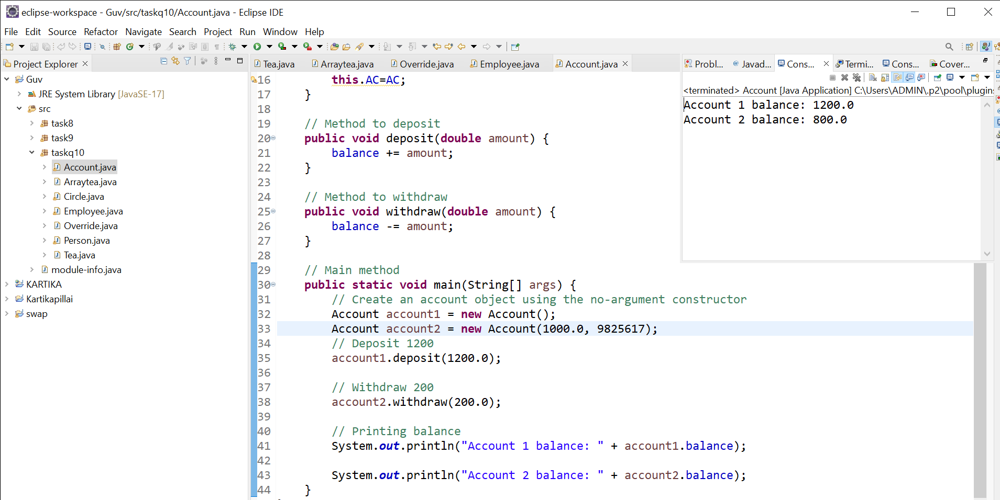 eclipse-workspace - Guv/src/taskq10/Account.java - Eclipse IDE
File Edit Source Refactor Navigate Search Project Run Window Help
Project Explorer
Guv
JRE System Library [JavaSE-17]
src
task8
task9
taskq10
Account.java
Arraytea.java
Circle.java
Employee.java
Override.java
Person.java
Tea.java
module-info.java
KARTIKA
Kartikapillai
swap
Tea.java Arraytea.java Override.java Employee.java Account.java
16 this.AC=AC;
17 }
18
19 // Method to deposit
20 public void deposit(double amount) {
21 balance += amount;
22 }
23
24 // Method to withdraw
25 public void withdraw(double amount) {
26 balance -= amount;
27 }
28
29 // Main method
30 public static void main(String[] args) {
31 // Create an account object using the no-argument constructor
32 Account account1 = new Account();
33 Account account2 = new Account(1000.0, 9825617);
34 // Deposit 1200
35 account1.deposit(1200.0);
36
37 // Withdraw 200
38 account2.withdraw(200.0);
39
40 // Printing balance
41 System.out.println("Account 1 balance: " + account1.balance);
42
43 System.out.println("Account 2 balance: " + account2.balance);
44 }
Probl... @ Javad... Cons... Termi... Cons... Cover...
<terminated> Account [Java Application] C:\Users\ADMIN\.p2\pool\plugins
Account 1 balance: 1200.0
Account 2 balance: 800.0